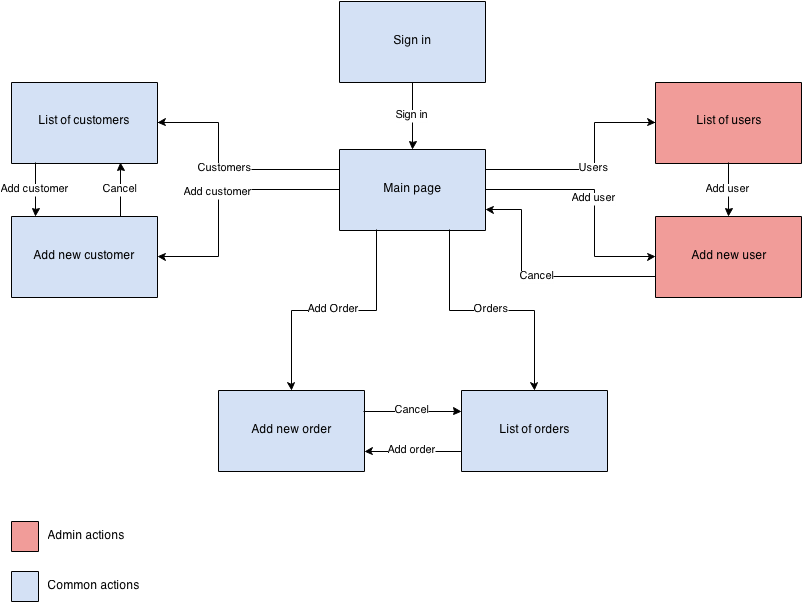 Sign in
Sign in
List of customers
List of users
Customers
Users
Add customer
Cancel
Add customer
Main page
Add user
Add user
Add new customer
Add new user
Cancel
Add Order
Orders
Add new order
Cancel
List of orders
Add order
Admin actions
Common actions